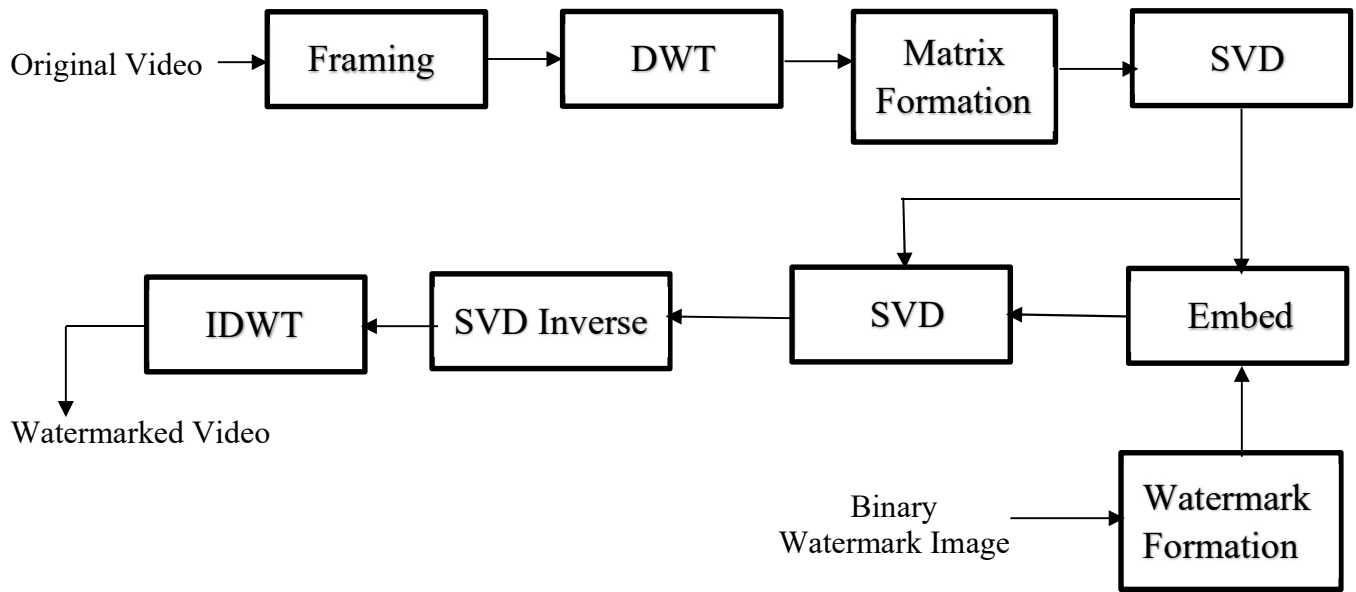 Original Video
Framing
DWT
Matrix
Formation
SVD
IDWT
SVD Inverse
SVD
Embed
Watermarked Video
Binary
Watermark Image
Watermark
Formation